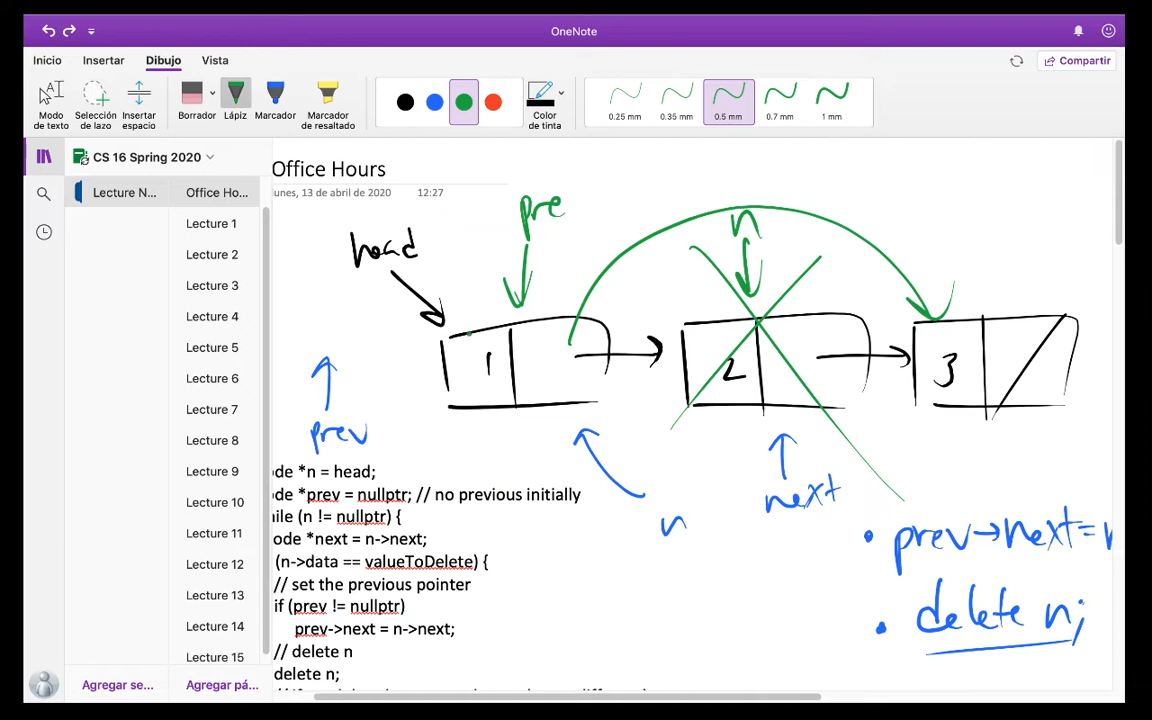 OneNote
Inicio Insertar Dibujo Vista
Compartir
Modo de texto
Selección de lazo
Insertar espacio
Borrador
Lápiz
Marcador
Marcador de resaltado
Color de tinta
0.25 mm
0.35 mm
0.5 mm
0.7 mm
1 mm
CS 16 Spring 2020
Lecture N...
Office Ho...
Lecture 1
Lecture 2
Lecture 3
Lecture 4
Lecture 5
Lecture 6
Lecture 7
Lecture 8
Lecture 9
Lecture 10
Lecture 11
Lecture 12
Lecture 13
Lecture 14
Lecture 15
Agregar se...
Agregar pá...
Office Hours
lunes, 13 de abril de 2020 12:27
pre
n
head
1
2
3
prev
n
next
ode *n = head;
ode *prev = nullptr; // no previous initially
hile (n != nullptr) {
ode *next = n->next;
(n->data == valueToDelete) {
// set the previous pointer
if (prev != nullptr)
prev->next = n->next;
// delete n
delete n;
• prev->next=
• delete n;